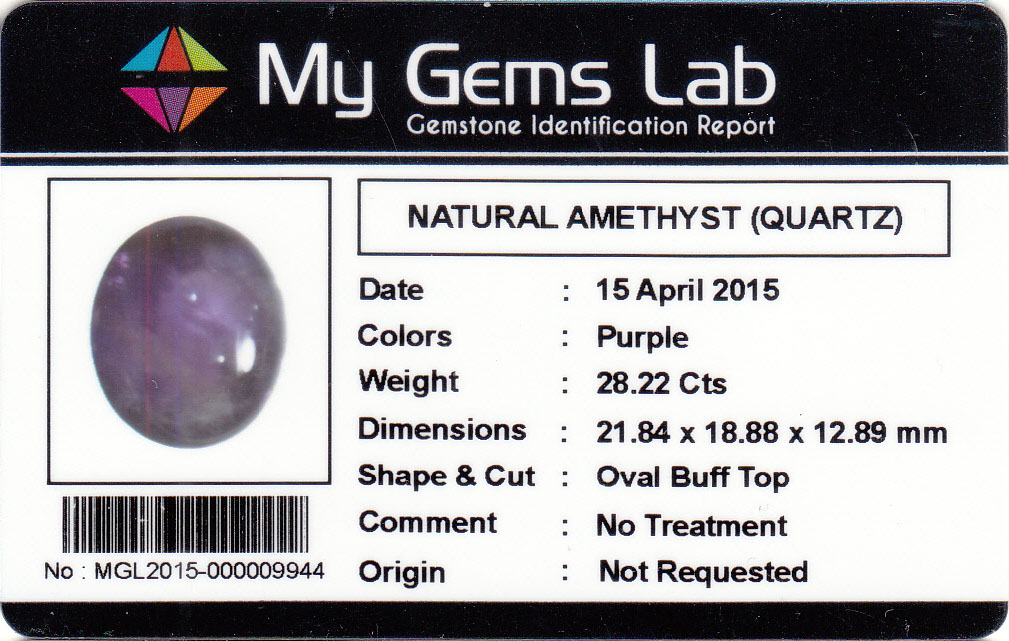 My Gems Lab
Gemstone Identification Report
NATURAL AMETHYST (QUARTZ)
Date : 15 April 2015
Colors : Purple
Weight : 28.22 Cts
Dimensions : 21.84 x 18.88 x 12.89 mm
Shape & Cut : Oval Buff Top
Comment : No Treatment
Origin : Not Requested
No : MGL2015-000009944